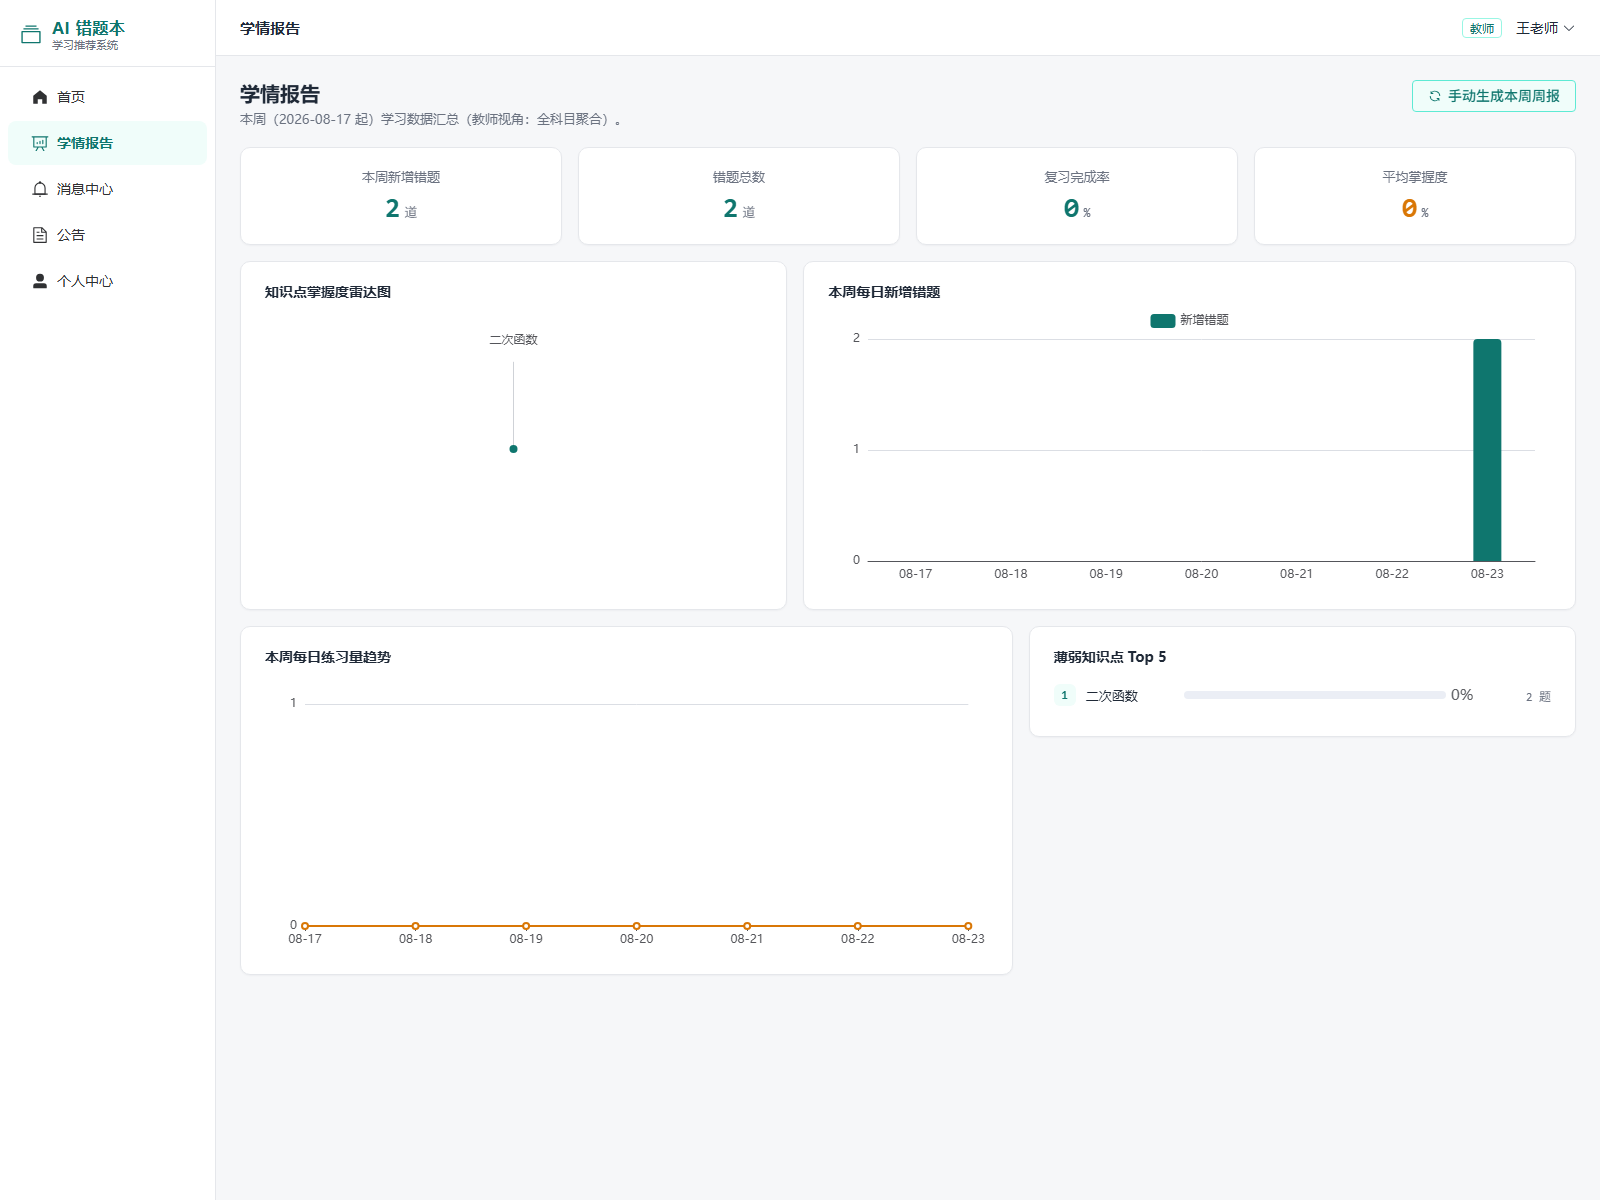 AI 错题本
学习推荐系统
首页
学情报告
消息中心
公告
个人中心
学情报告
教师
王老师
学情报告
本周（2026-08-17 起）学习数据汇总（教师视角：全科目聚合）。
手动生成本周周报
本周新增错题
2 道
错题总数
2 道
复习完成率
0 %
平均掌握度
0 %
知识点掌握度雷达图
二次函数
本周每日新增错题
新增错题
2
1
0
08-17 08-18 08-19 08-20 08-21 08-22 08-23
本周每日练习量趋势
1
0
08-17 08-18 08-19 08-20 08-21 08-22 08-23
薄弱知识点 Top 5
1 二次函数 0% 2 题